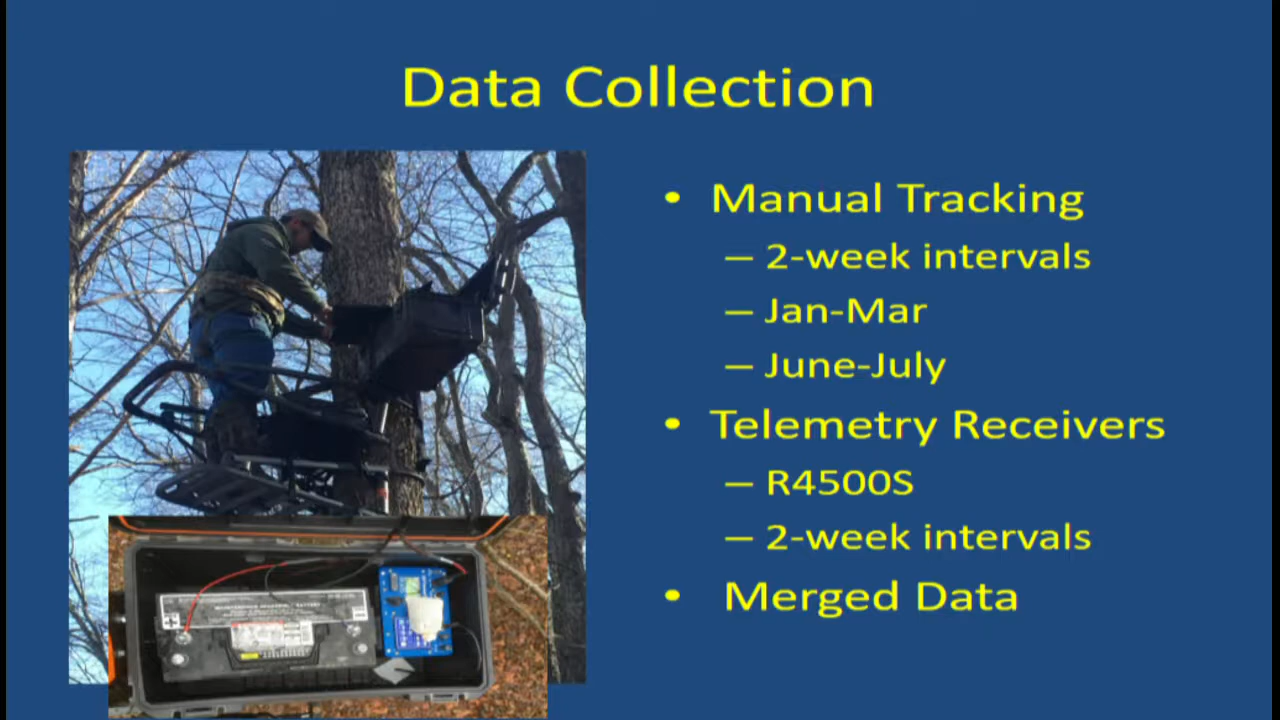 Data Collection
• Manual Tracking
– 2-week intervals
– Jan-Mar
– June-July
• Telemetry Receivers
– R4500S
– 2-week intervals
• Merged Data